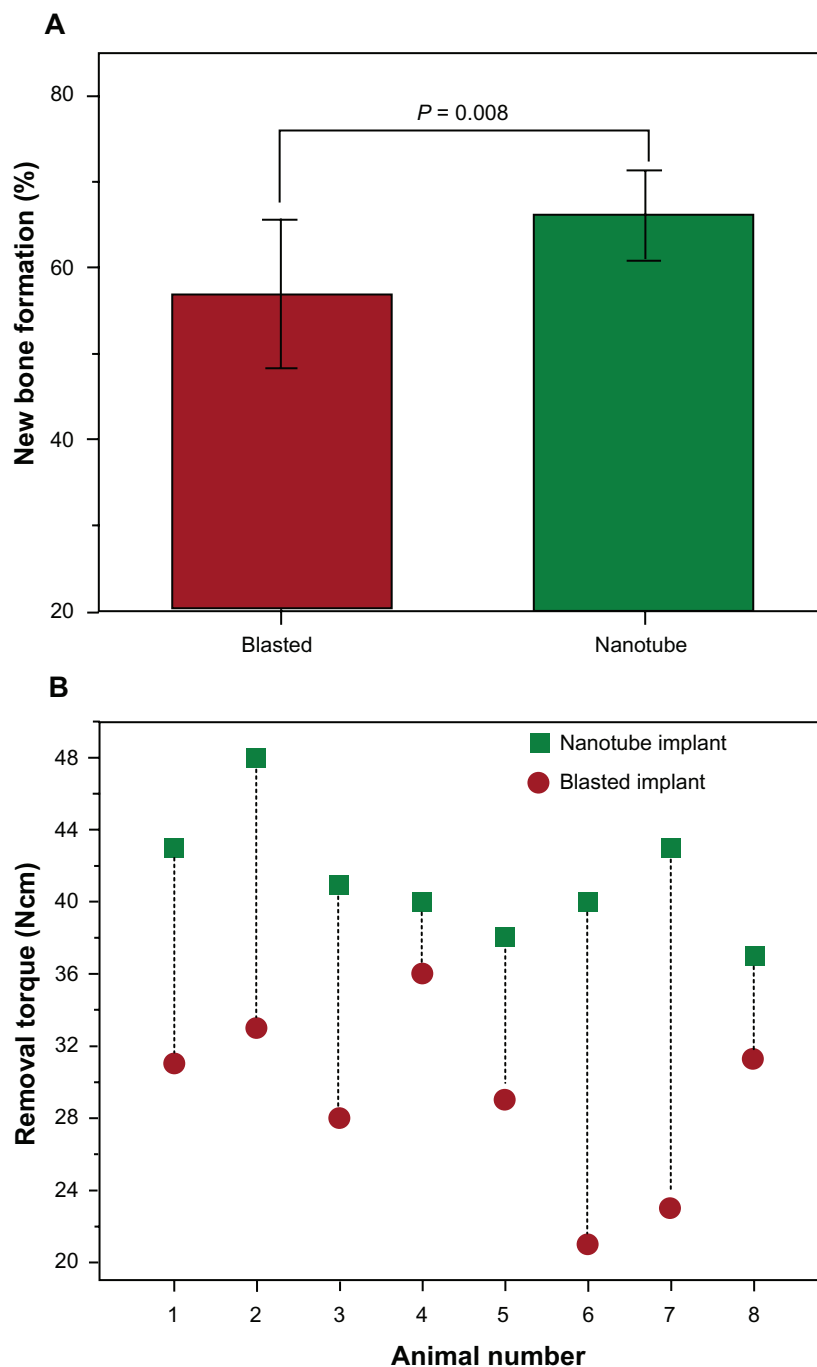 A
New bone formation (%)
80
60
40
20
P = 0.008
Blasted Nanotube
B
Removal torque (Ncm)
48
44
40
36
32
28
24
20
Nanotube implant
Blasted implant
1 2 3 4 5 6 7 8
Animal number